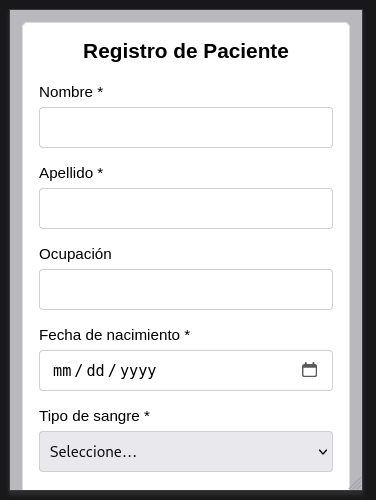 Registro de Paciente
Nombre *
Apellido *
Ocupación
Fecha de nacimiento *
mm / dd / yyyy
Tipo de sangre *
Seleccione...